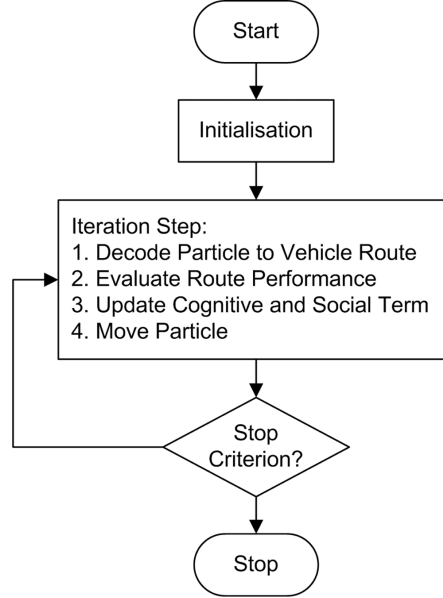 Start
Initialisation
Iteration Step:
1. Decode Particle to Vehicle Route
2. Evaluate Route Performance
3. Update Cognitive and Social Term
4. Move Particle
Stop
Criterion?
Stop